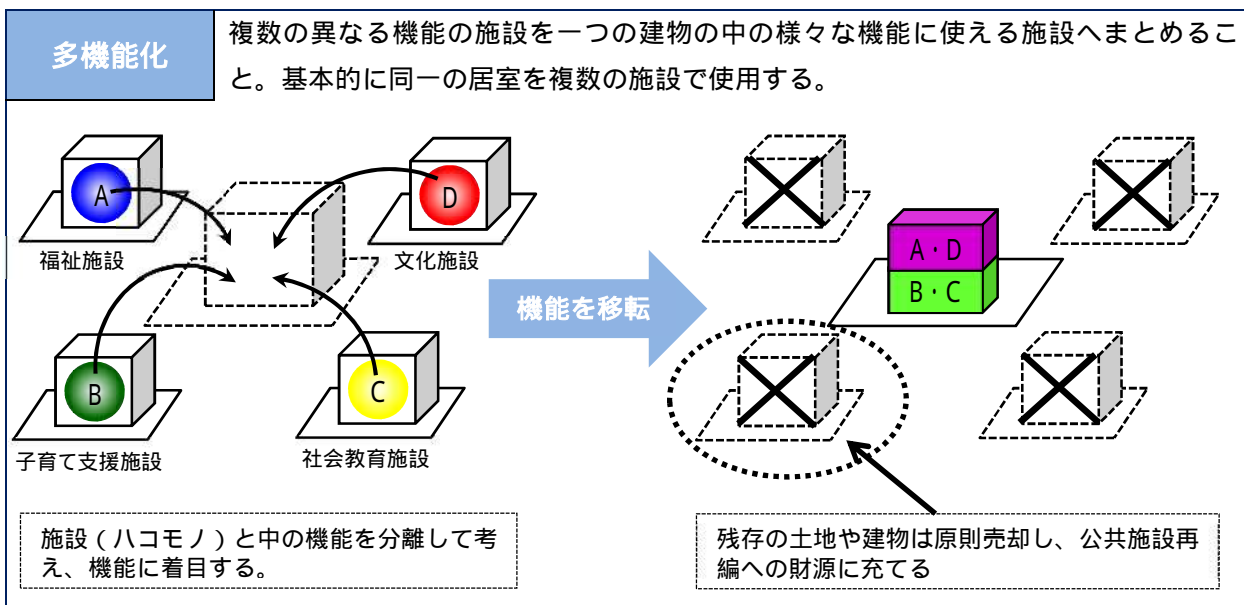 多機能化
複数の異なる機能の施設を一つの建物の中の様々な機能に使える施設へまとめるこ
と。基本的に同一の居室を複数の施設で使用する。
A
福祉施設
D
文化施設
B
子育て支援施設
C
社会教育施設
機能を移転
A・D
B・C
施設（ハコモノ）と中の機能を分離して考
え、機能に着目する。
残存の土地や建物は原則売却し、公共施設再
編への財源に充てる